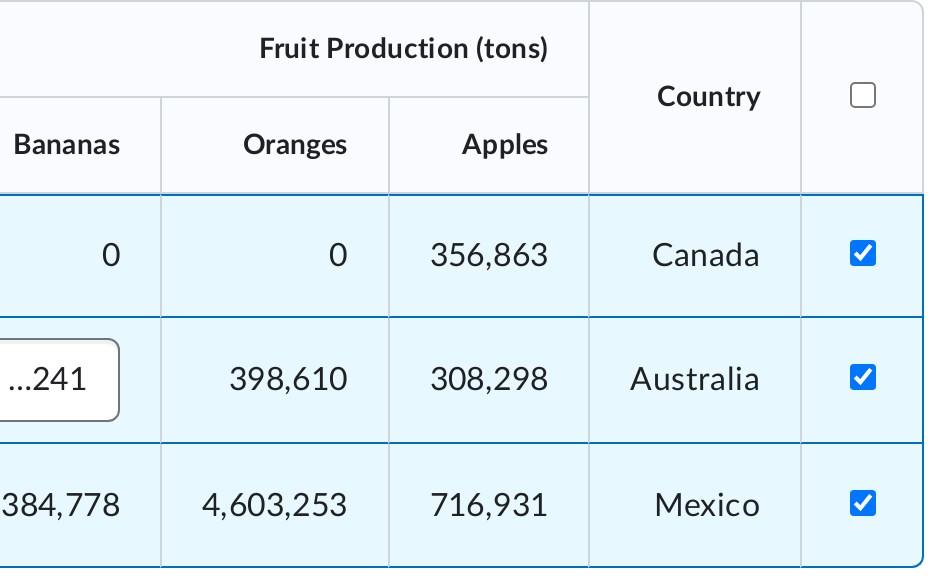 Fruit Production (tons)
Country
Bananas Oranges Apples
0 0 356,863 Canada
...241 398,610 308,298 Australia
384,778 4,603,253 716,931 Mexico